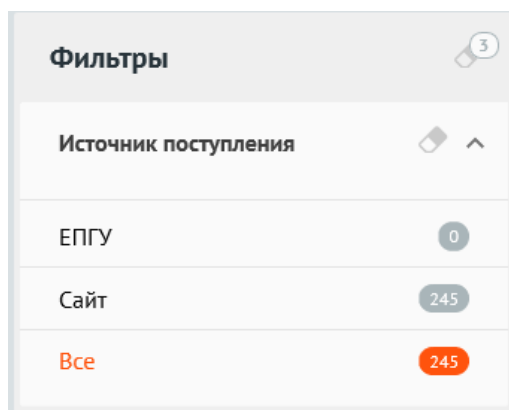 Фильтры 3
Источник поступления
ЕПГУ 0
Сайт 245
Все 245